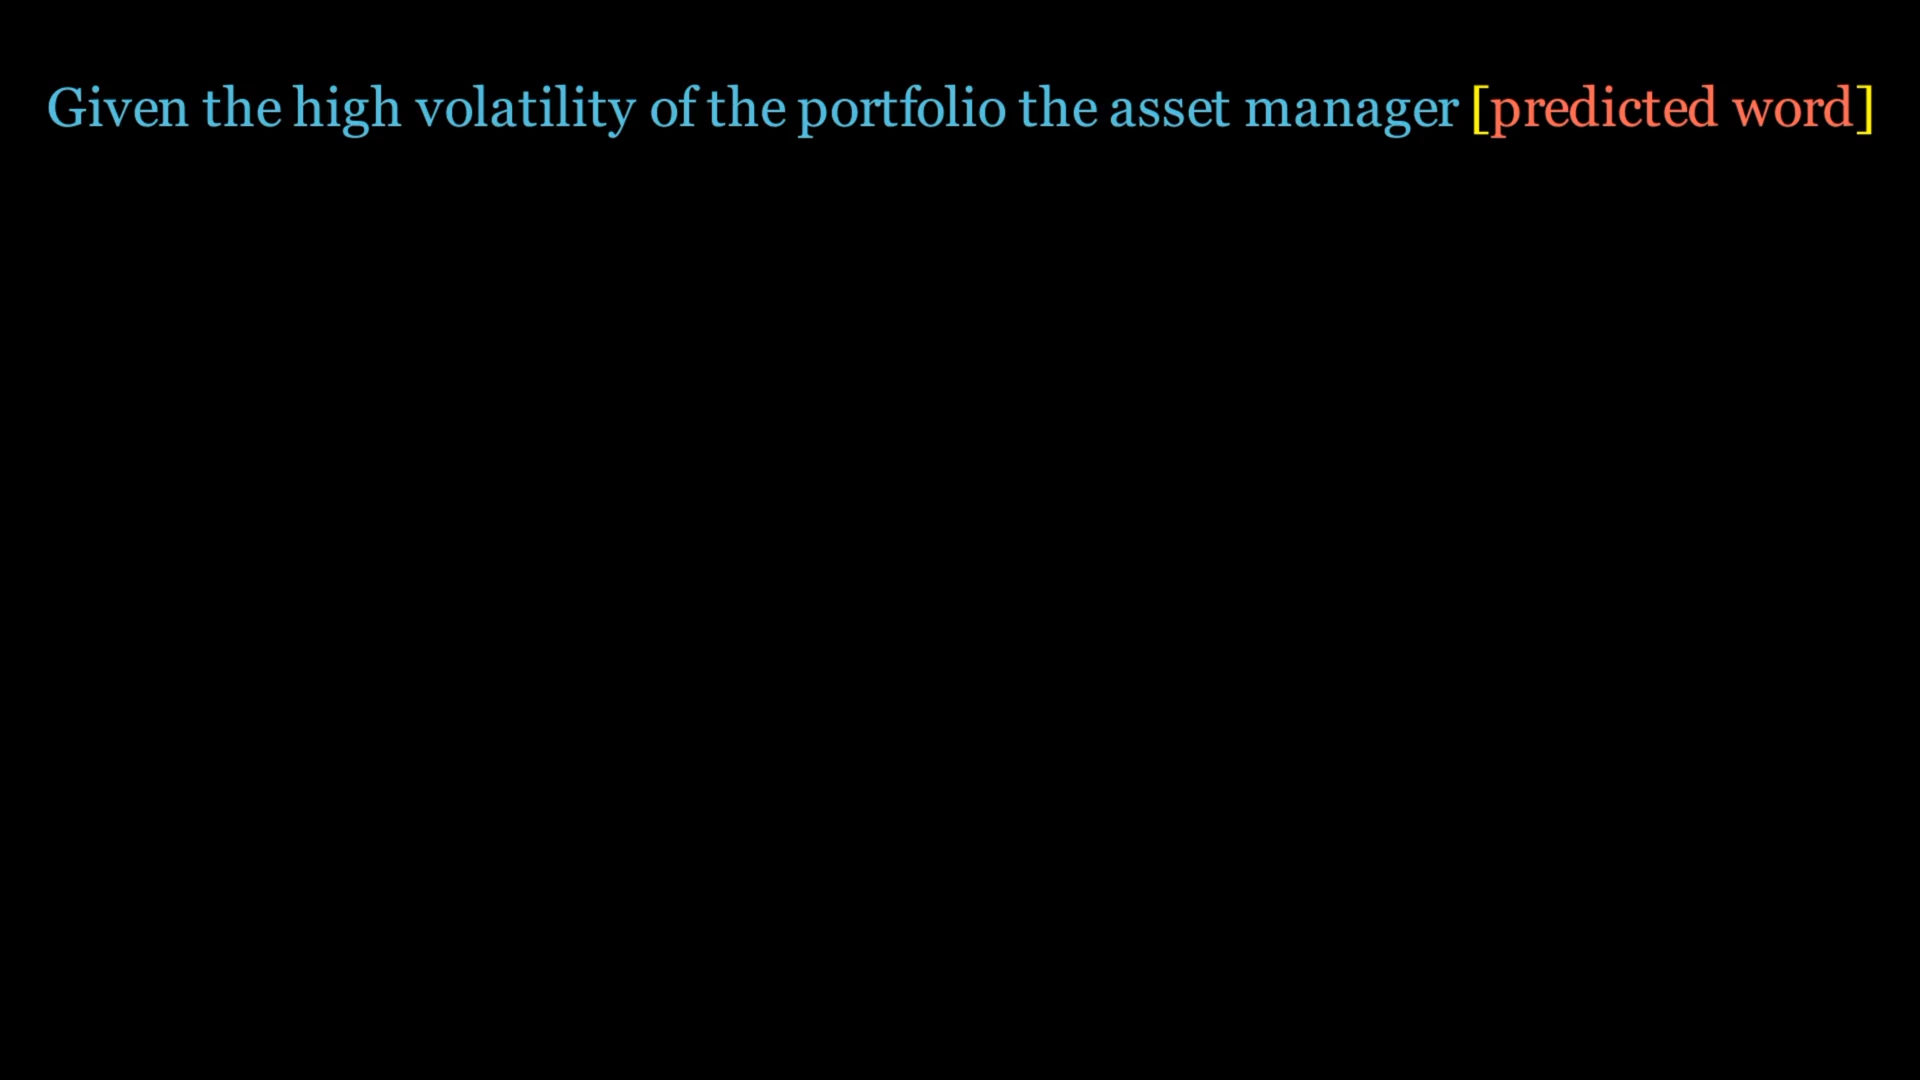 Given the high volatility of the portfolio the asset manager [predicted word]